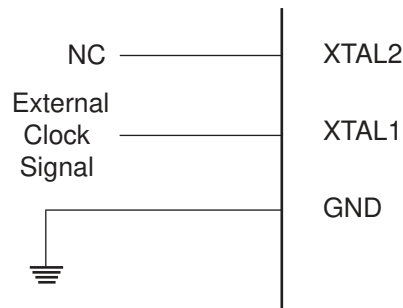 NC
XTAL2
External
Clock
Signal
XTAL1
GND